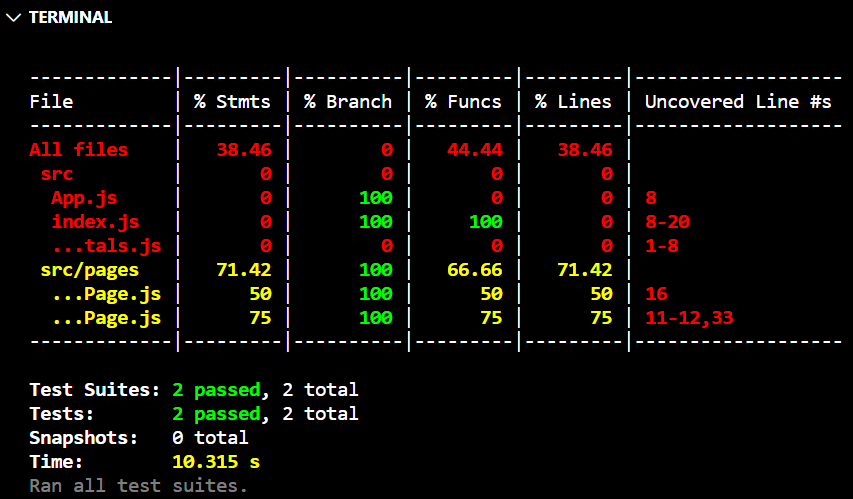 TERMINAL
-------------|---------|----------|---------|---------|-------------------
File         | % Stmts | % Branch | % Funcs | % Lines | Uncovered Line #s
-------------|---------|----------|---------|---------|-------------------
All files    |   38.46 |        0 |   44.44 |   38.46 |
 src         |       0 |        0 |       0 |       0 |
  App.js     |       0 |      100 |       0 |       0 | 8
  index.js   |       0 |      100 |     100 |       0 | 8-20
  ...tals.js |       0 |        0 |       0 |       0 | 1-8
 src/pages   |   71.42 |      100 |   66.66 |   71.42 |
  ...Page.js |      50 |      100 |      50 |      50 | 16
  ...Page.js |      75 |      100 |      75 |      75 | 11-12,33
-------------|---------|----------|---------|---------|-------------------
Test Suites: 2 passed, 2 total
Tests:       2 passed, 2 total
Snapshots:   0 total
Time:        10.315 s
Ran all test suites.